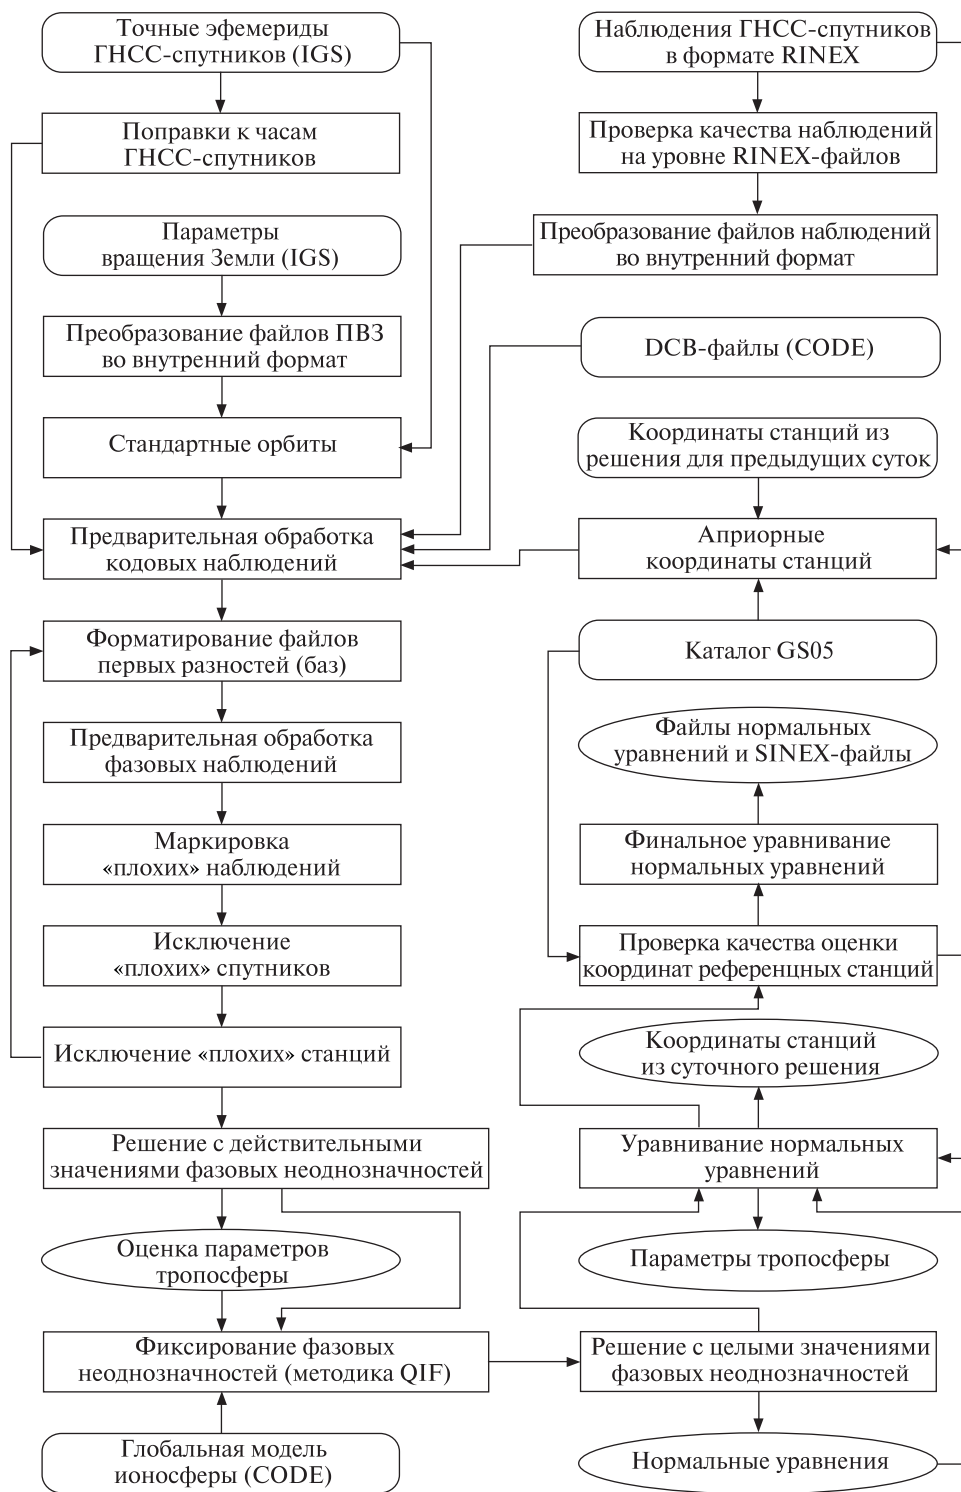 Точные эфемериды
ГНСС-спутников (IGS)
Поправки к часам
ГНСС-спутников
Параметры
вращения Земли (IGS)
Преобразование файлов ПВЗ
во внутренний формат
Стандартные орбиты
Предварительная обработка
кодовых наблюдений
Форматирование файлов
первых разностей (баз)
Предварительная обработка
фазовых наблюдений
Маркировка
«плохих» наблюдений
Исключение
«плохих» спутников
Исключение «плохих» станций
Решение с действительными
значениями фазовых неоднозначностей
Оценка параметров
тропосферы
Фиксирование фазовых
неоднозначностей (методика QIF)
Глобальная модель
ионосферы (CODE)
Наблюдения ГНСС-спутников
в формате RINEX
Проверка качества наблюдений
на уровне RINEX-файлов
Преобразование файлов наблюдений
во внутренний формат
DCB-файлы (CODE)
Координаты станций из
решения для предыдущих суток
Априорные
координаты станций
Каталог GS05
Файлы нормальных
уравнений и SINEX-файлы
Финальное уравнивание
нормальных уравнений
Проверка качества оценки
координат референцных станций
Координаты станций
из суточного решения
Уравнивание нормальных
уравнений
Параметры тропосферы
Решение с целыми значениями
фазовых неоднозначностей
Нормальные уравнения